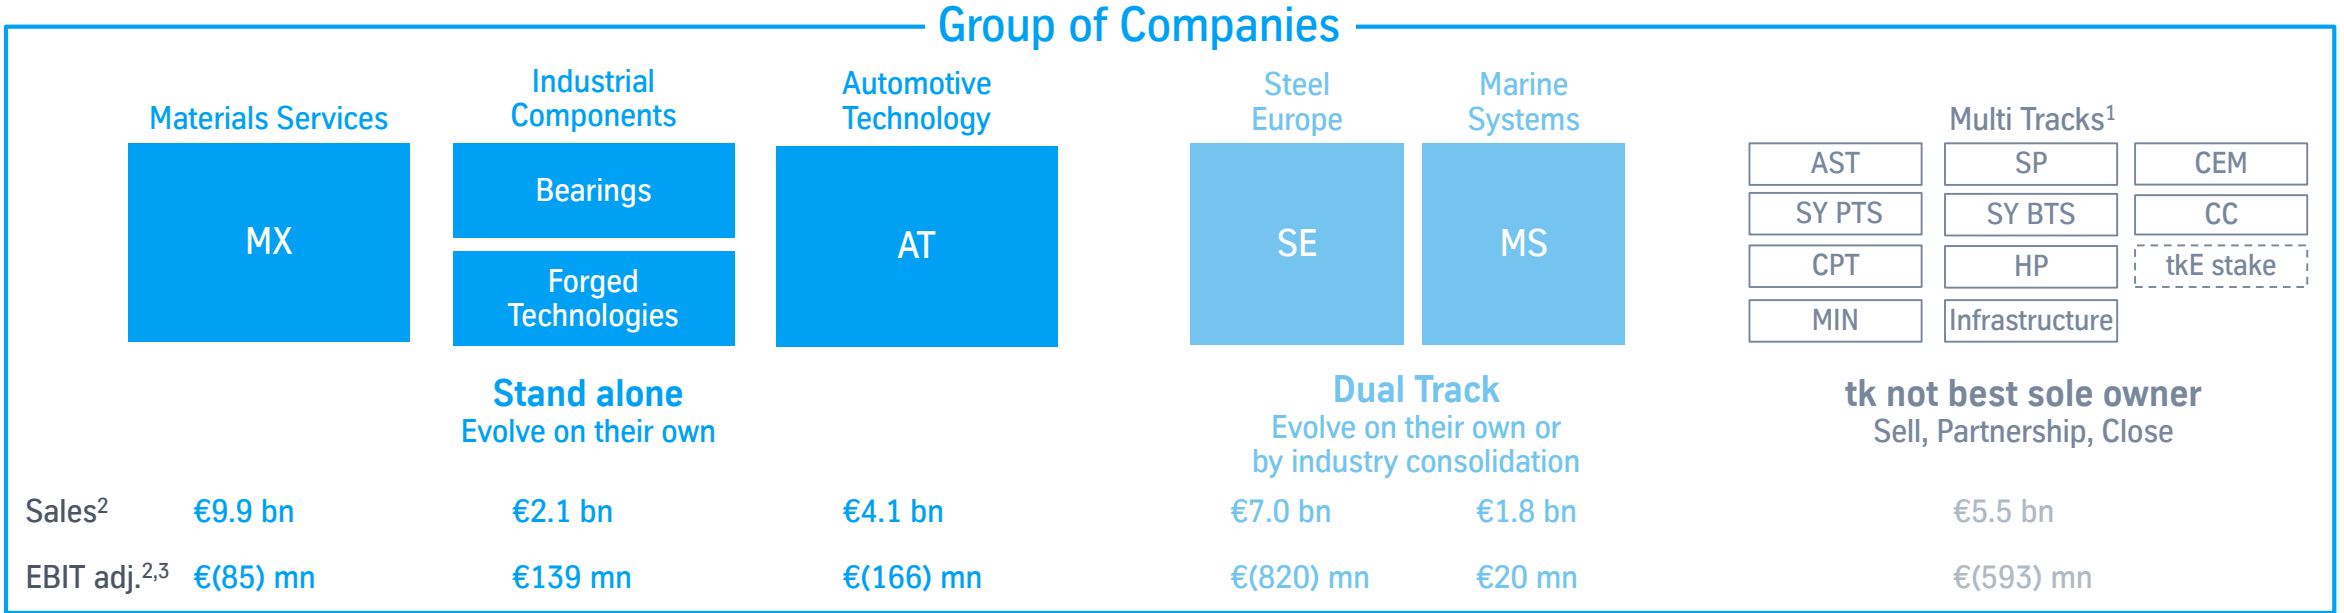 Group of Companies
Materials Services
MX
Industrial
Components
Bearings
Forged
Technologies
Automotive
Technology
AT
Stand alone
Evolve on their own
Steel
Europe
SE
Marine
Systems
MS
Dual Track
Evolve on their own or
by industry consolidation
Multi Tracks¹
AST SP CEM
SY PTS SY BTS CC
CPT HP tkE stake
MIN Infrastructure
tk not best sole owner
Sell, Partnership, Close
Sales² €9.9 bn €2.1 bn €4.1 bn €7.0 bn €1.8 bn €5.5 bn
EBIT adj.²,³ €(85) mn €139 mn €(166) mn €(820) mn €20 mn €(593) mn